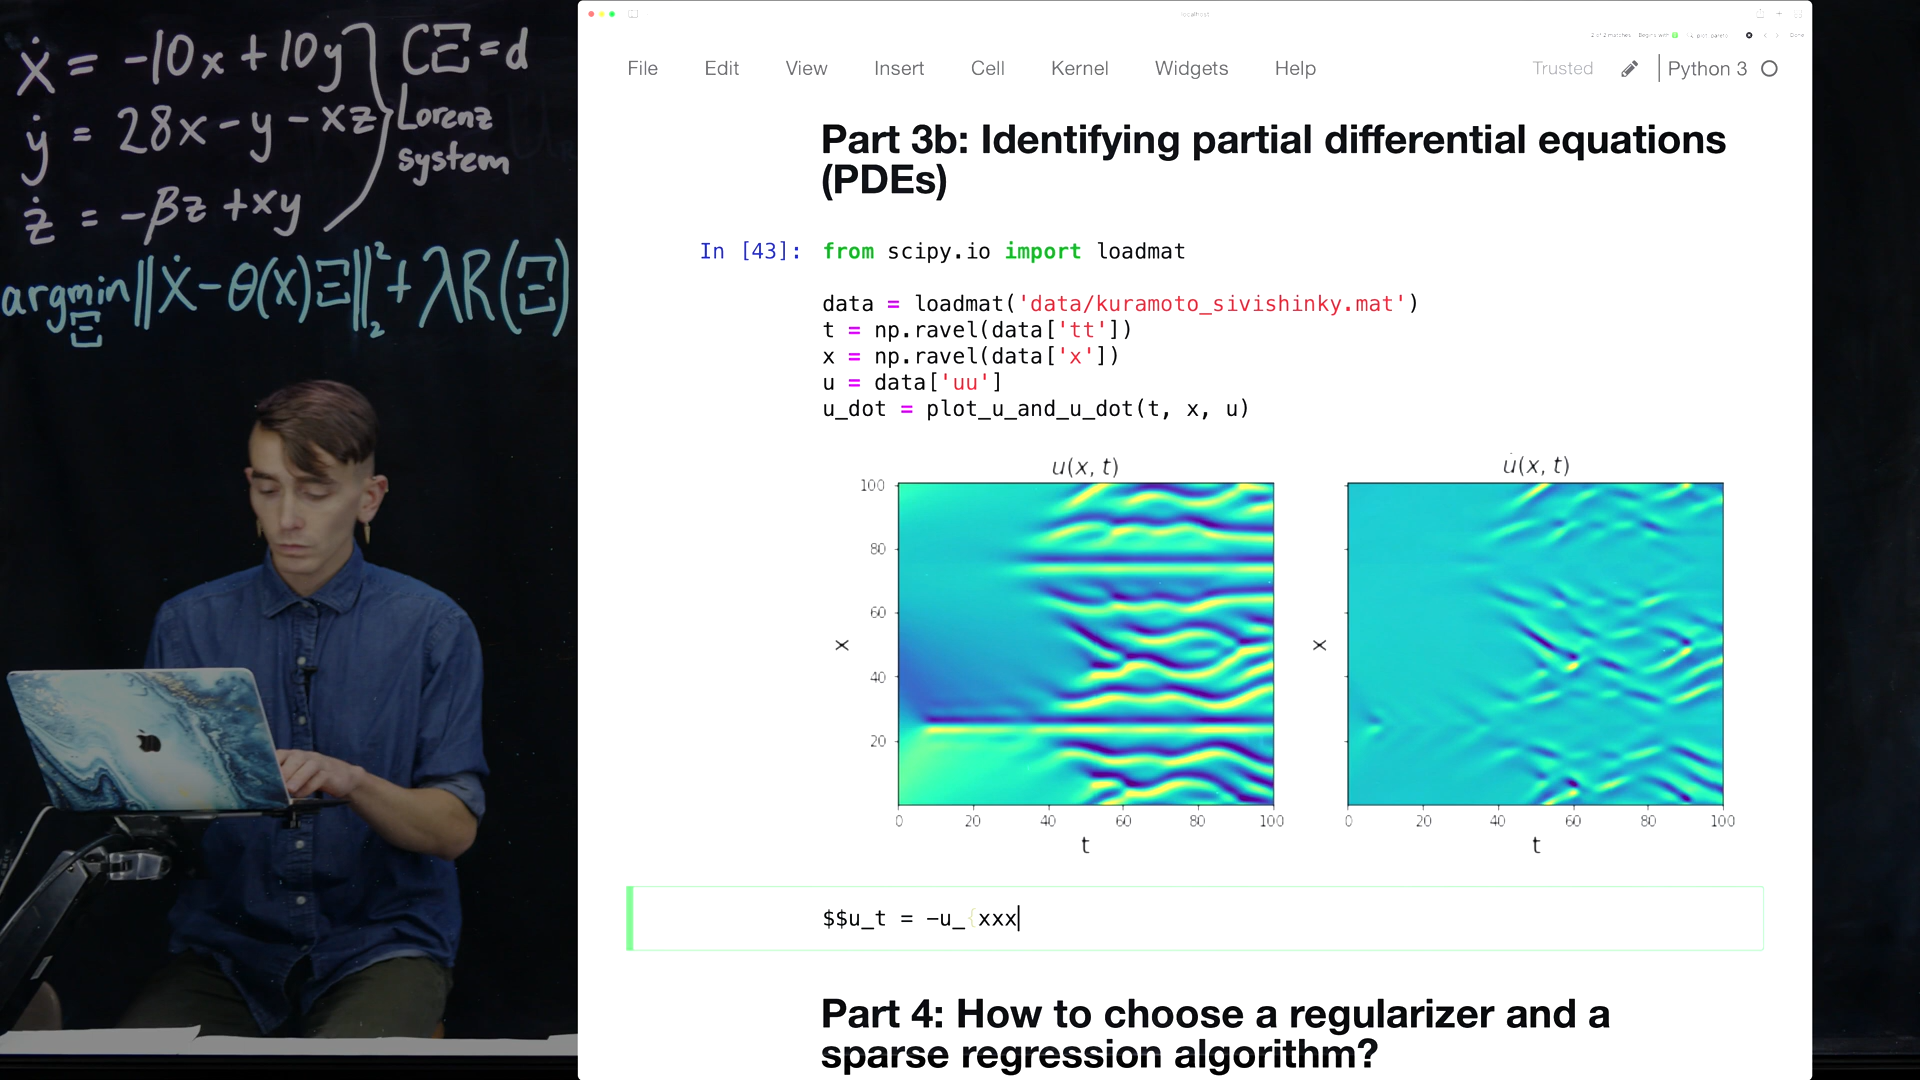 ẋ = -10x + 10y
ẏ = 28x - y - xz
ż = -βz + xy
CΞ = d
Lorenz
system
argmin ||Ẋ - Θ(X)Ξ||₂² + λR(Ξ)
Ξ
localhost
File Edit View Insert Cell Kernel Widgets Help Trusted Python 3
Part 3b: Identifying partial differential equations
(PDEs)
In [43]: from scipy.io import loadmat
data = loadmat('data/kuramoto_sivishinky.mat')
t = np.ravel(data['tt'])
x = np.ravel(data['x'])
u = data['uu']
u_dot = plot_u_and_u_dot(t, x, u)
u(x, t)
100
80
60
40
20
x
0 20 40 60 80 100
t
u̇(x, t)
x
0 20 40 60 80 100
t
$$u_t = -u_{xxx
Part 4: How to choose a regularizer and a
sparse regression algorithm?